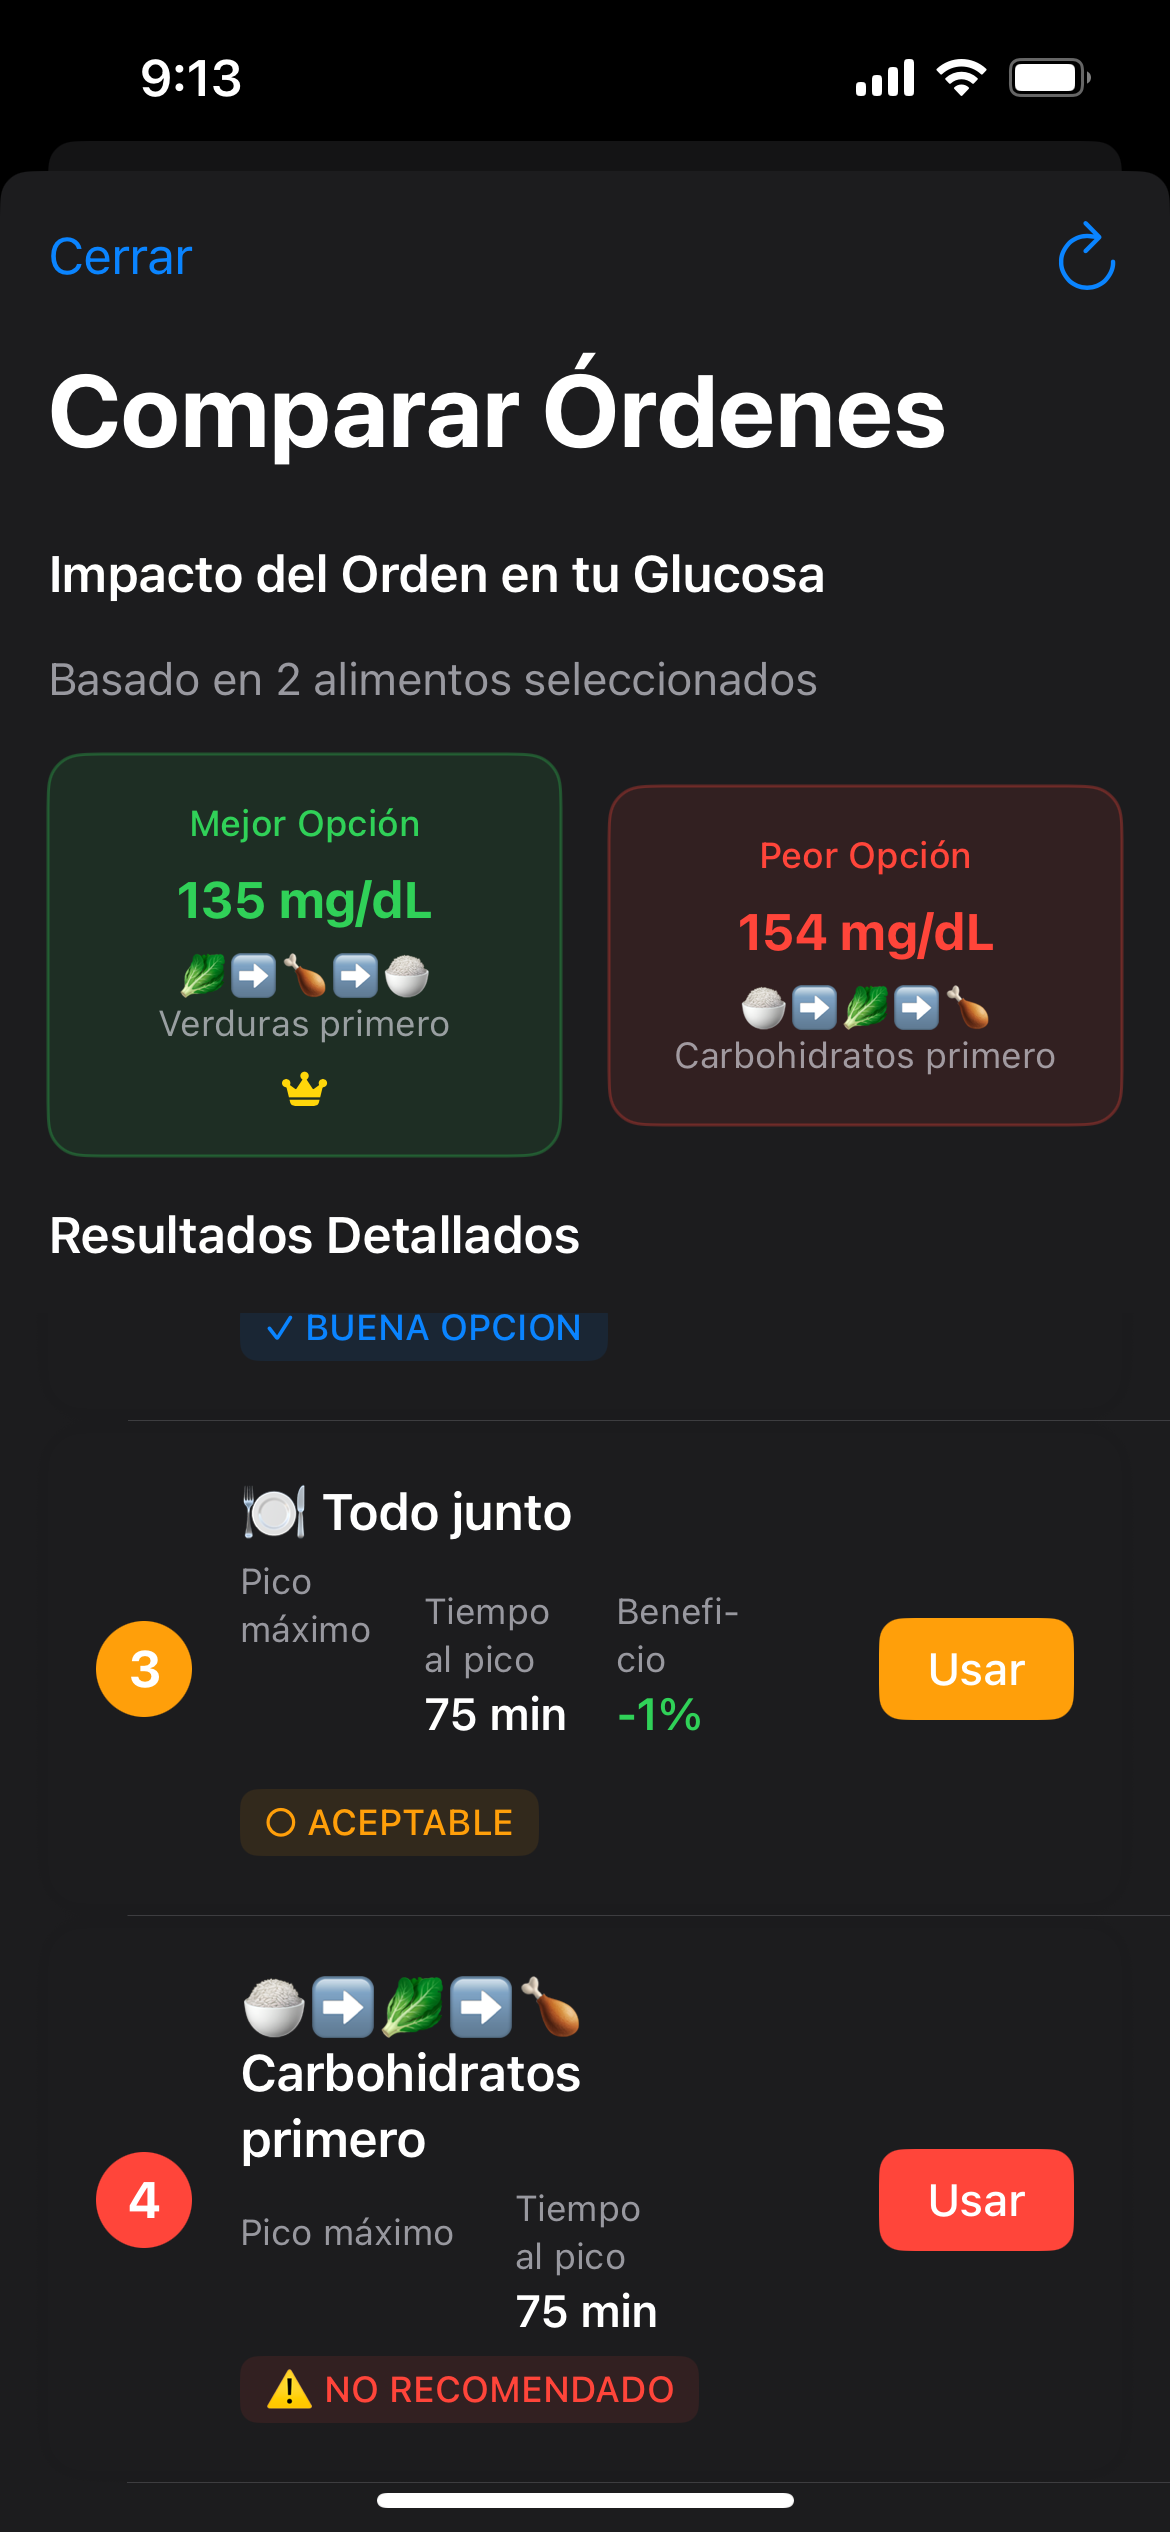 9:13
Cerrar
Comparar Órdenes
Impacto del Orden en tu Glucosa
Basado en 2 alimentos seleccionados
Mejor Opción
135 mg/dL
Verduras primero
Peor Opción
154 mg/dL
Carbohidratos primero
Resultados Detallados
✓ BUENA OPCIÓN
3
Todo junto
Pico
máximo
Tiempo
al pico
75 min
Benefi-
cio
-1%
Usar
ACEPTABLE
4
Carbohidratos
primero
Pico máximo
Tiempo
al pico
75 min
Usar
NO RECOMENDADO